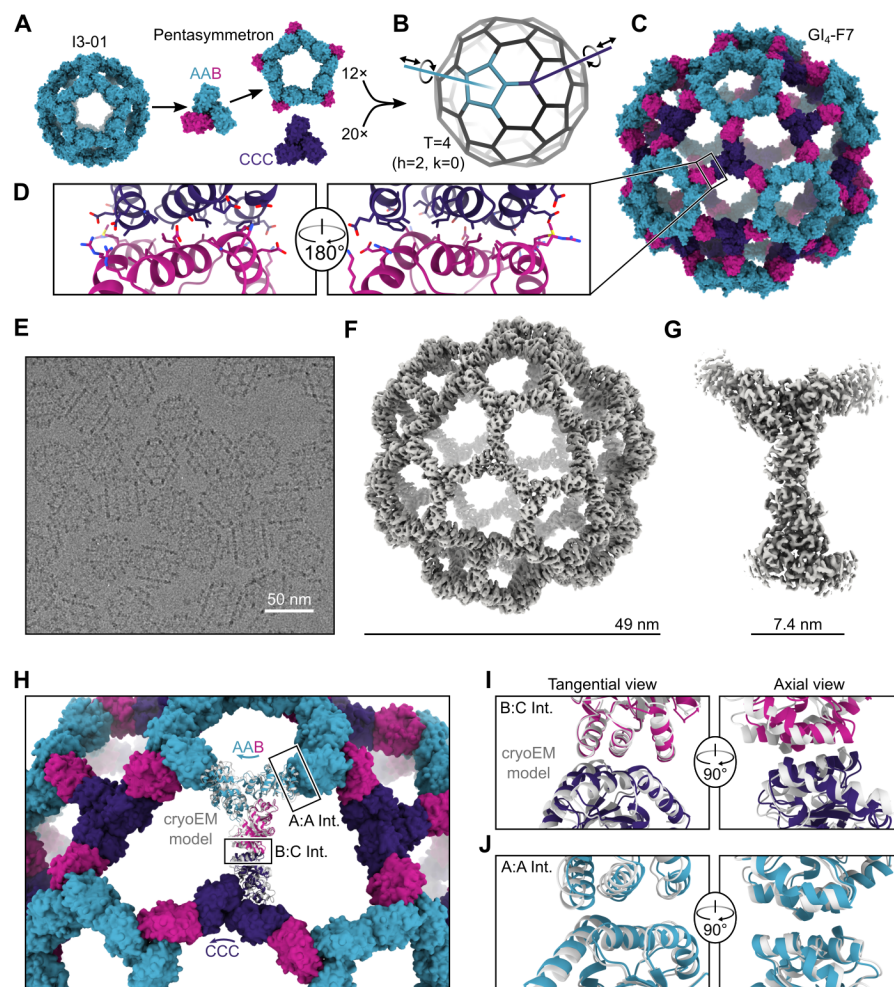 A
I3-01
AAB
Pentasymmetron
12×
20×
CCC
B
T=4
(h=2, k=0)
C
GI₄-F7
D
180°
E
50 nm
F
49 nm
G
7.4 nm
H
AAB
cryoEM
model
A:A Int.
B:C Int.
CCC
I
Tangential view
Axial view
B:C Int.
cryoEM
model
90°
J
A:A Int.
90°